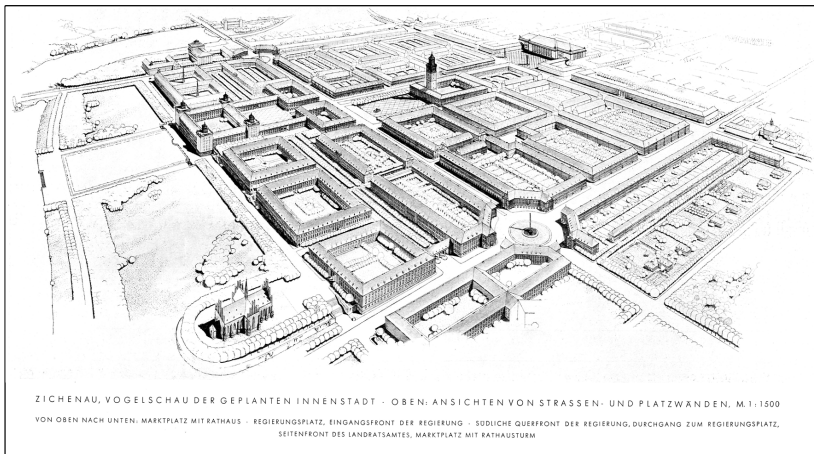 ZICHENAU, VOGELSCHAU DER GEPLANTEN INNENSTADT - OBEN: ANSICHTEN VON STRASSEN- UND PLATZWÄNDEN, M. 1:1500
VON OBEN NACH UNTEN: MARKTPLATZ MIT RATHAUS - REGIERUNGSPLATZ, EINGANGSFRONT DER REGIERUNG - SÜDLICHE QUERFRONT DER REGIERUNG, DURCHGANG ZUM REGIERUNGSPLATZ,
SEITENFRONT DES LANDRATSAMTES, MARKTPLATZ MIT RATHAUSTURM